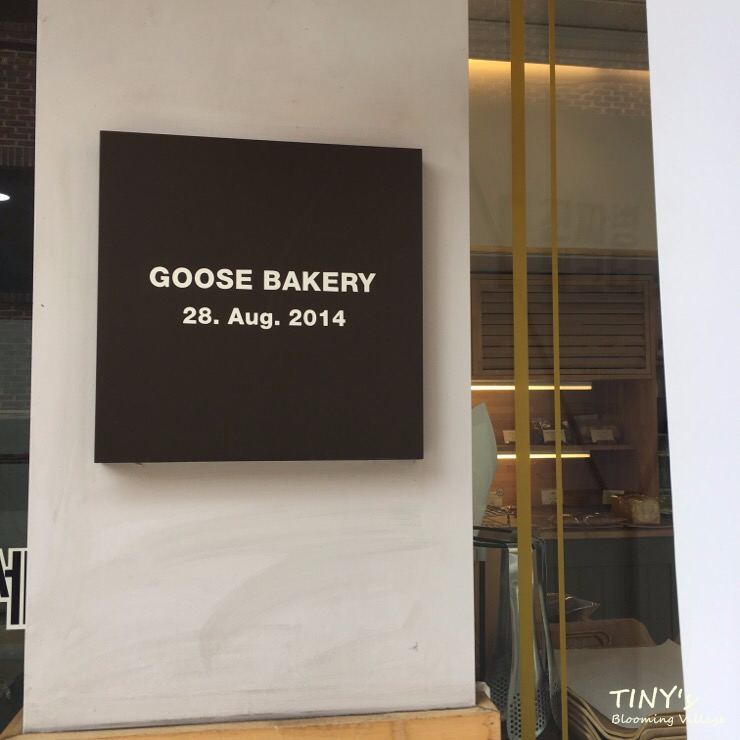 GOOSE BAKERY
28. Aug. 2014
TINY's
Blooming Village